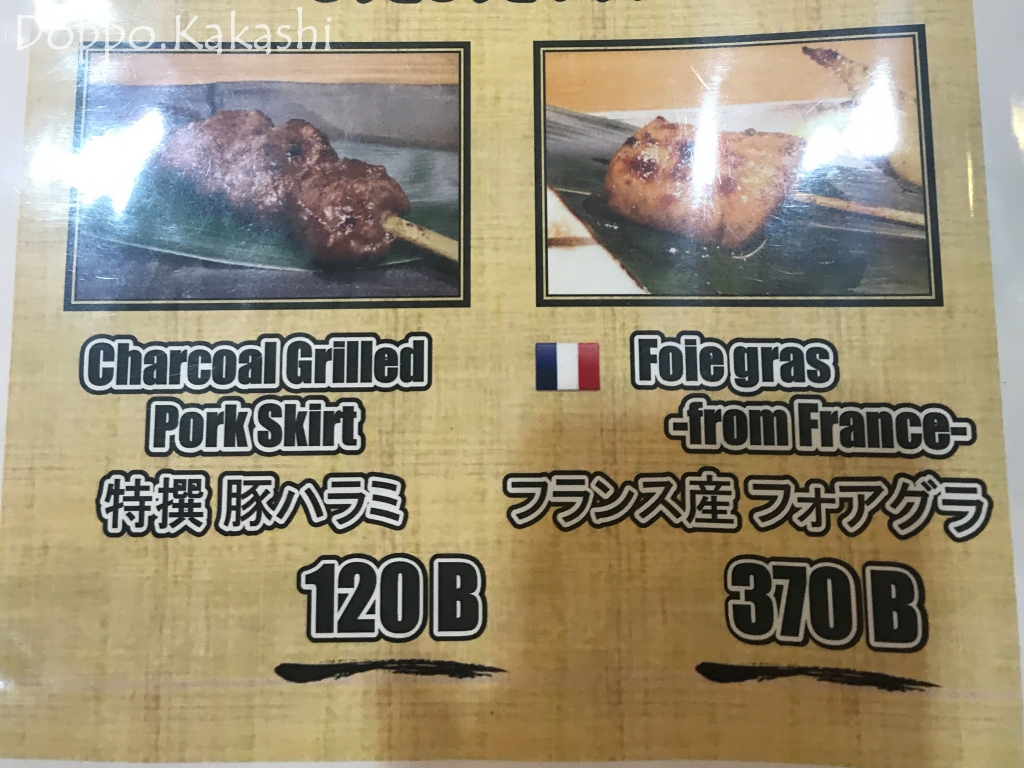 Doppo.Kakashi
Charcoal Grilled
Pork Skirt
特撰 豚ハラミ
120 B
Foie gras
-from France-
フランス産 フォアグラ
370 B